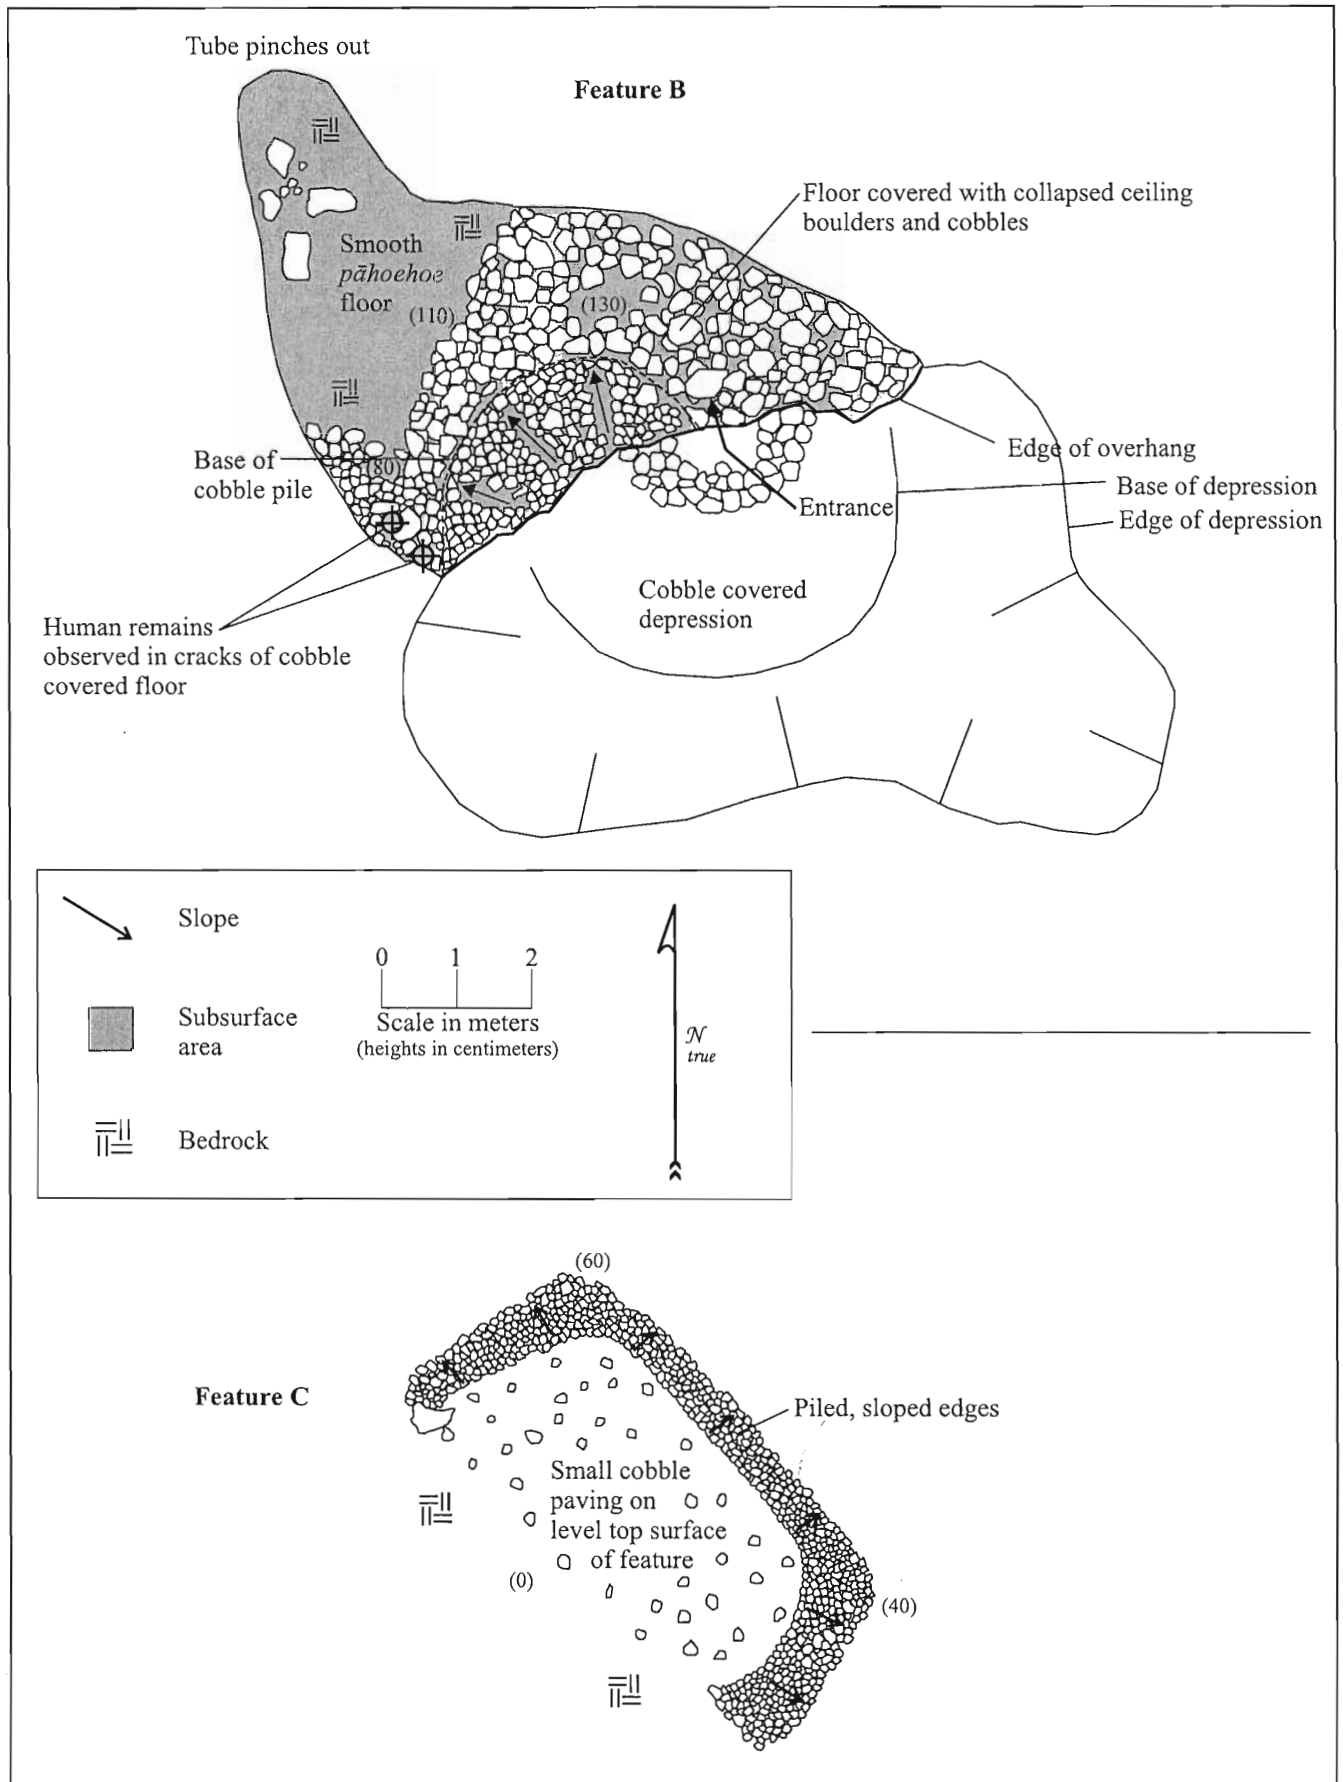 Tube pinches out
Feature B
Floor covered with collapsed ceiling
boulders and cobbles
Smooth
pāhoehoe
floor
(110)
(130)
Base of
cobble pile
(80)
Edge of overhang
Base of depression
Edge of depression
Entrance
Cobble covered
depression
Human remains
observed in cracks of cobble
covered floor
Slope
Subsurface
area
Bedrock
0 1 2
Scale in meters
(heights in centimeters)
N
true
(60)
Feature C
Piled, sloped edges
Small cobble
paving on
level top surface
of feature
(0)
(40)